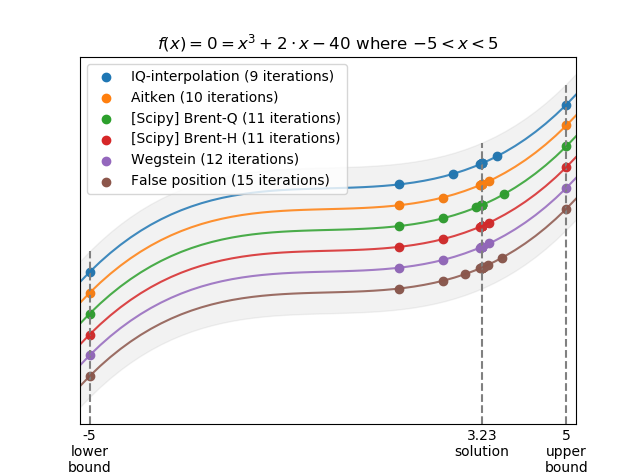 f(x) = 0 = x³ + 2 · x − 40 where −5 < x < 5
IQ-interpolation (9 iterations)
Aitken (10 iterations)
[Scipy] Brent-Q (11 iterations)
[Scipy] Brent-H (11 iterations)
Wegstein (12 iterations)
False position (15 iterations)
-5
lower
bound
3.23
solution
5
upper
bound